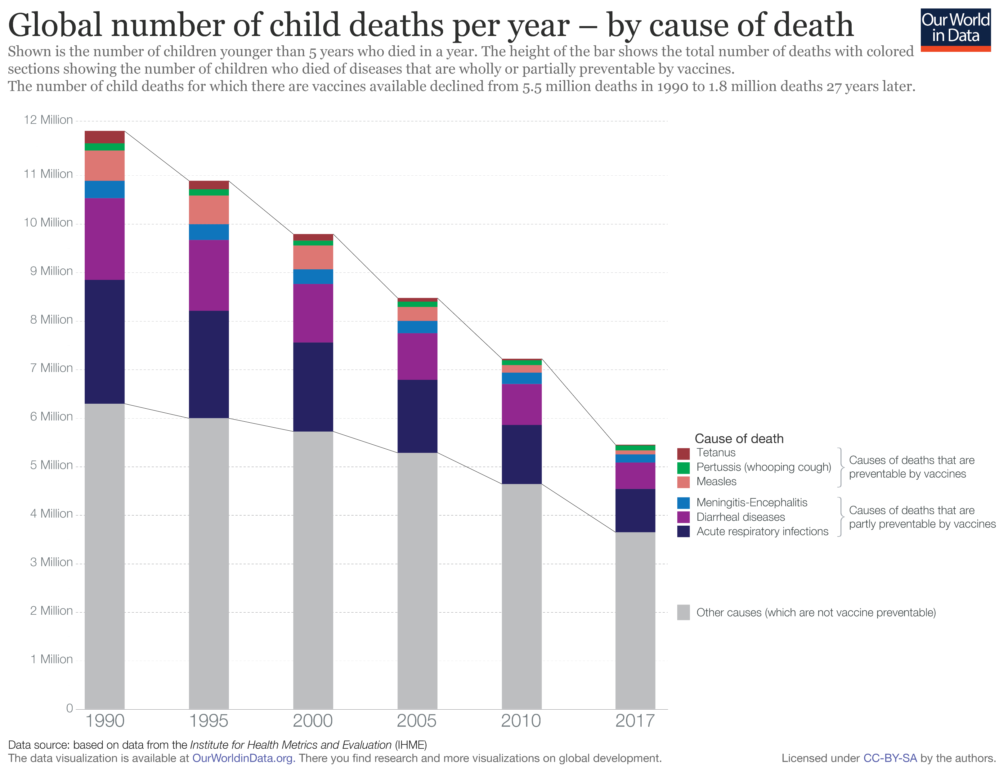 Global number of child deaths per year – by cause of death
Our World
in Data
Shown is the number of children younger than 5 years who died in a year. The height of the bar shows the total number of deaths with colored
sections showing the number of children who died of diseases that are wholly or partially preventable by vaccines.
The number of child deaths for which there are vaccines available declined from 5.5 million deaths in 1990 to 1.8 million deaths 27 years later.
12 Million
11 Million
10 Million
9 Million
8 Million
7 Million
6 Million
5 Million
4 Million
3 Million
2 Million
1 Million
0
1990
1995
2000
2005
2010
2017
Cause of death
Tetanus
Pertussis (whooping cough)
Measles
Causes of deaths that are
preventable by vaccines
Meningitis-Encephalitis
Diarrheal diseases
Acute respiratory infections
Causes of deaths that are
partly preventable by vaccines
Other causes (which are not vaccine preventable)
Data source: based on data from the Institute for Health Metrics and Evaluation (IHME)
The data visualization is available at OurWorldinData.org. There you find research and more visualizations on global development.
Licensed under CC-BY-SA by the authors.